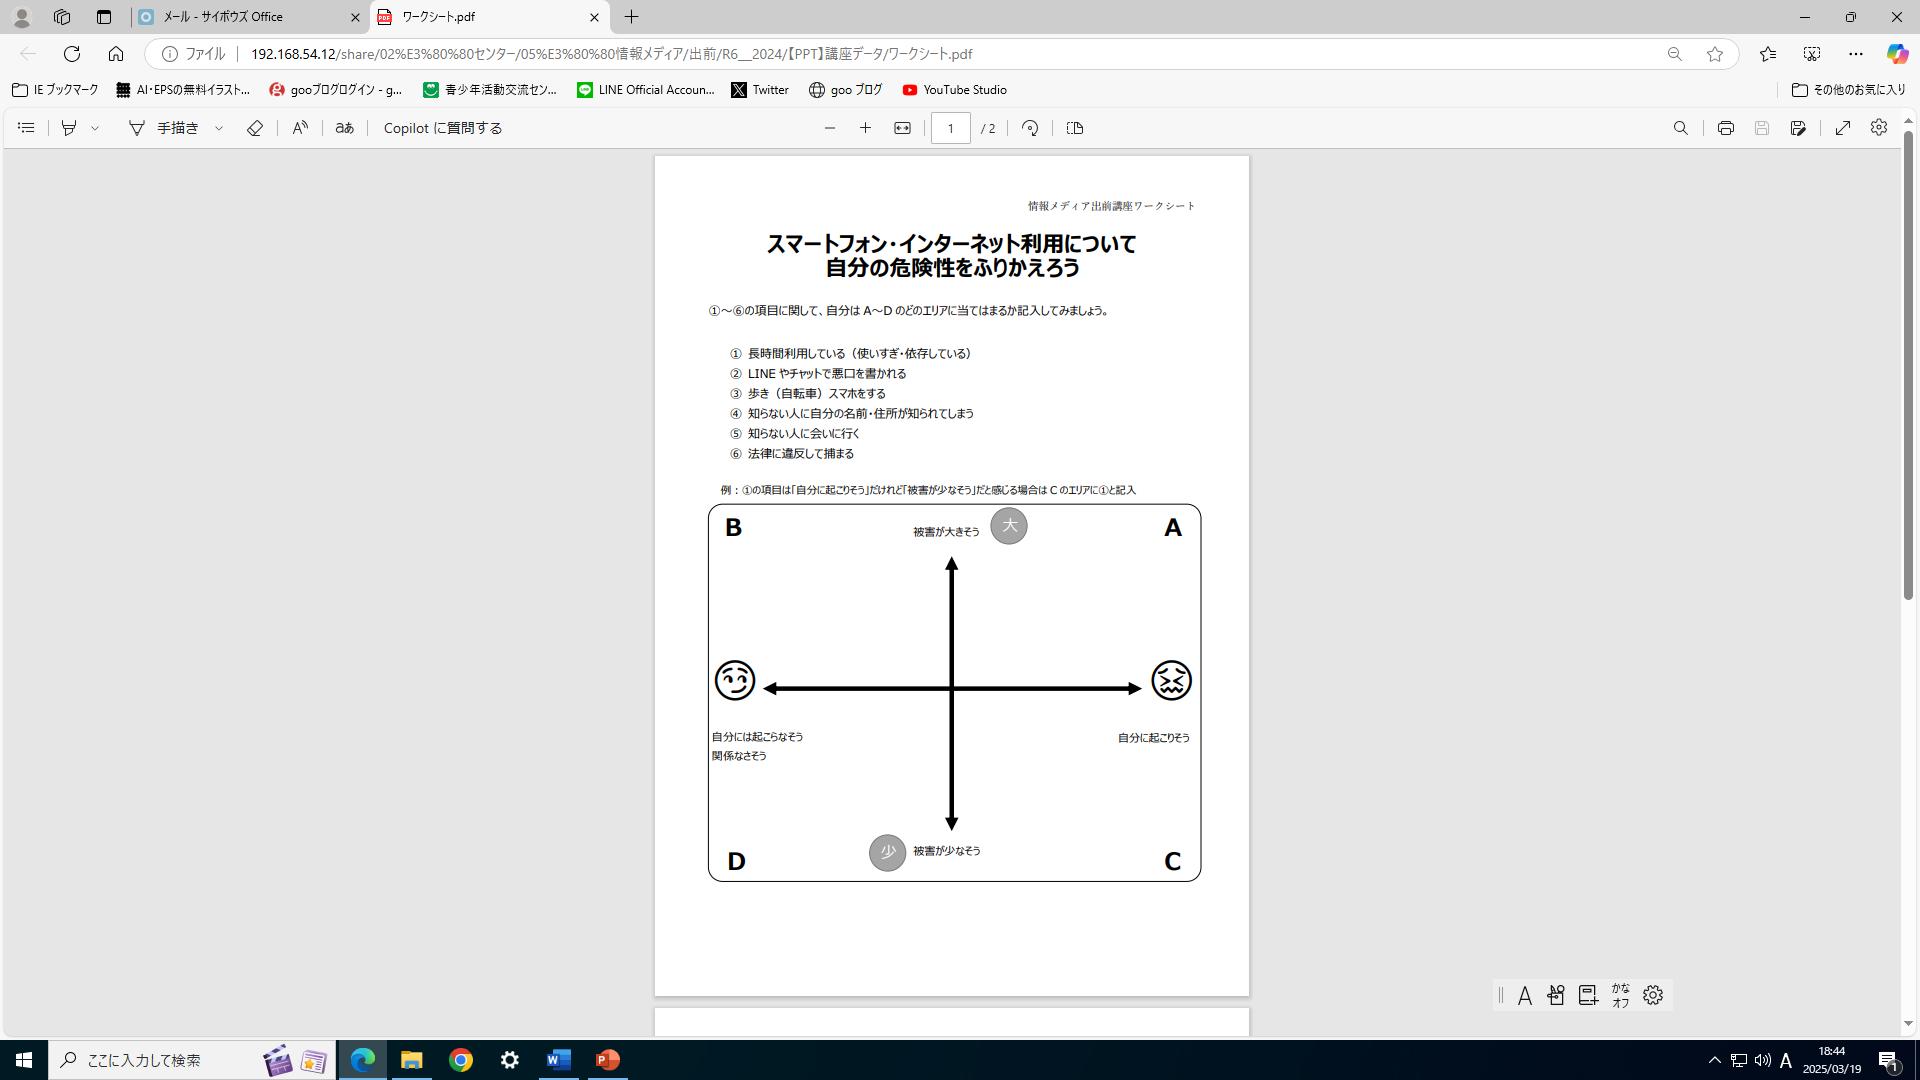 メール - サイボウズ Office
ワークシート.pdf
ファイル
192.168.54.12/share/02%E3%80%80センター/05%E3%80%80情報メディア/出前/R6__2024/【PPT】講座データ/ワークシート.pdf
IE ブックマーク
AI・EPSの無料イラスト...
gooブログログイン - g...
青少年活動交流セン...
LINE Official Accoun...
Twitter
goo ブログ
YouTube Studio
その他のお気に入り
手描き
A
ああ
Copilot に質問する
1
/ 2
情報メディア出前講座ワークシート
スマートフォン・インターネット利用について
自分の危険性をふりかえろう
①～⑥の項目に関して、自分は A～D のどのエリアに当てはまるか記入してみましょう。
① 長時間利用している（使いすぎ・依存している）
② LINE やチャットで悪口を書かれる
③ 歩き（自転車）スマホをする
④ 知らない人に自分の名前・住所が知られてしまう
⑤ 知らない人に会いに行く
⑥ 法律に違反して捕まる
例：①の項目は「自分に起こりそう」だけれど「被害が少なそう」だと感じる場合は C のエリアに①と記入
B
被害が大きそう
大
A
自分には起こらなそう
関係なさそう
自分に起こりそう
D
少
被害が少なそう
C
A
かな
オフ
ここに入力して検索
A
18:44
2025/03/19
1